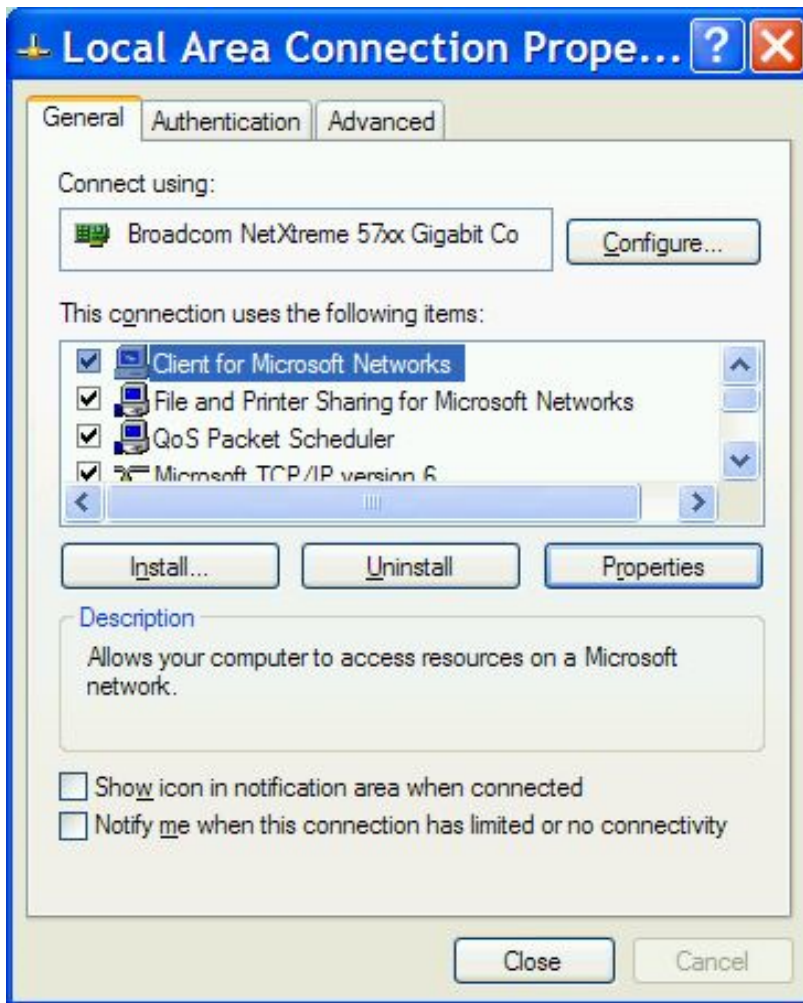 Local Area Connection Prope...
General Authentication Advanced
Connect using:
Broadcom NetXtreme 57xx Gigabit Co
Configure...
This connection uses the following items:
Client for Microsoft Networks
File and Printer Sharing for Microsoft Networks
QoS Packet Scheduler
Microsoft TCP/IP version 6
Install... Uninstall Properties
Description
Allows your computer to access resources on a Microsoft
network.
Show icon in notification area when connected
Notify me when this connection has limited or no connectivity
Close Cancel